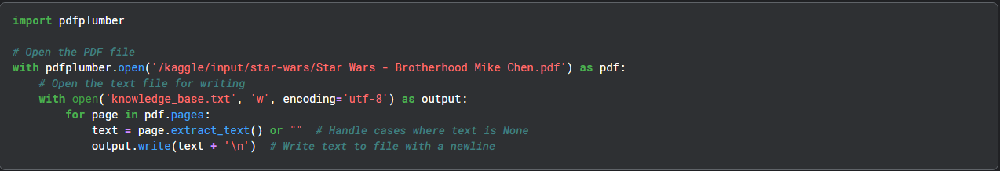 import pdfplumber
# Open the PDF file
with pdfplumber.open('/kaggle/input/star-wars/Star Wars - Brotherhood Mike Chen.pdf') as pdf:
    # Open the text file for writing
    with open('knowledge_base.txt', 'w', encoding='utf-8') as output:
        for page in pdf.pages:
            text = page.extract_text() or ""  # Handle cases where text is None
            output.write(text + '\n')  # Write text to file with a newline